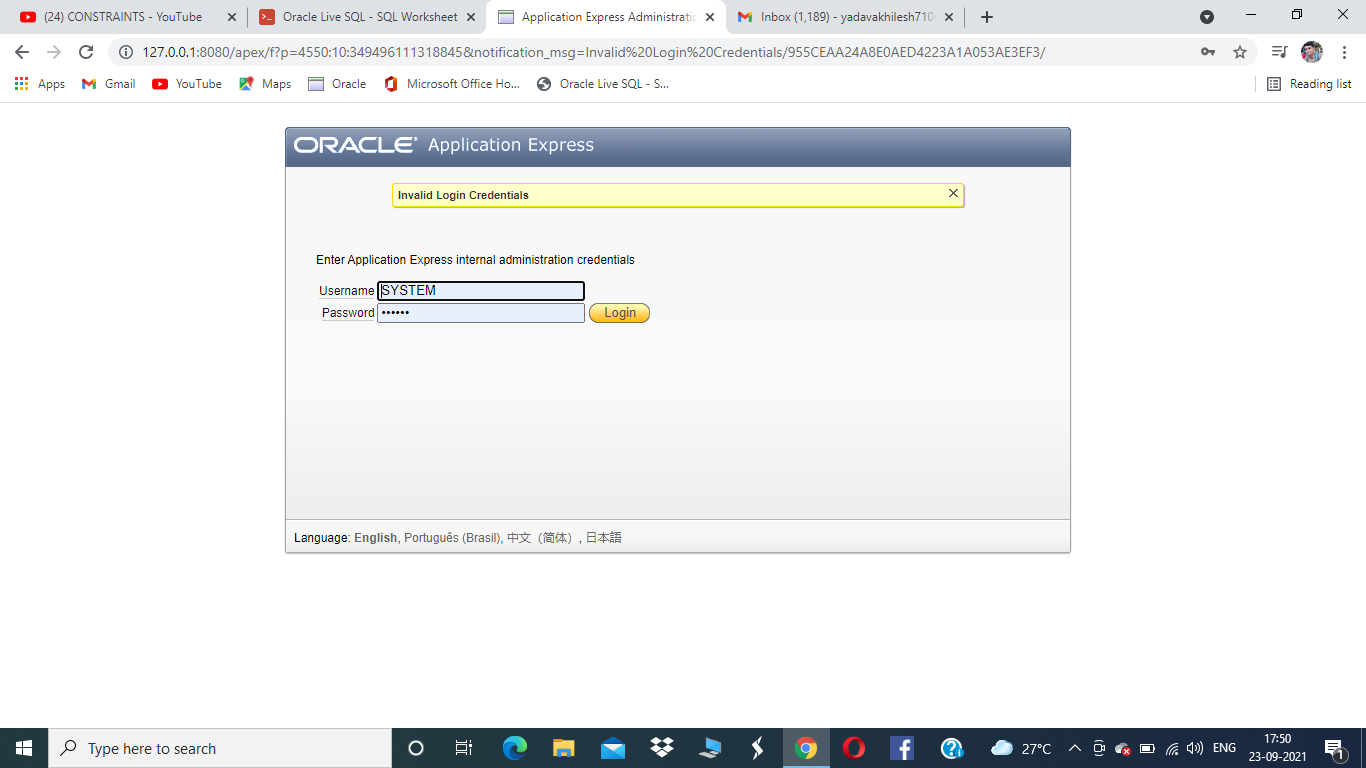 (24) CONSTRAINTS - YouTube
Oracle Live SQL - SQL Worksheet
Application Express Administratio
Inbox (1,189) - yadavakhilesh710
127.0.0.1:8080/apex/f?p=4550:10:349496111318845&notification_msg=Invalid%20Login%20Credentials/955CEAA24A8E0AED4223A1A053AE3EF3/
Apps
Gmail
YouTube
Maps
Oracle
Microsoft Office Ho...
Oracle Live SQL - S...
Reading list
ORACLE® Application Express
Invalid Login Credentials
Enter Application Express internal administration credentials
Username SYSTEM
Password ••••••
Login
Language: English, Português (Brasil), 中文（简体）, 日本語
Type here to search
27°C
ENG
17:50
23-09-2021
1